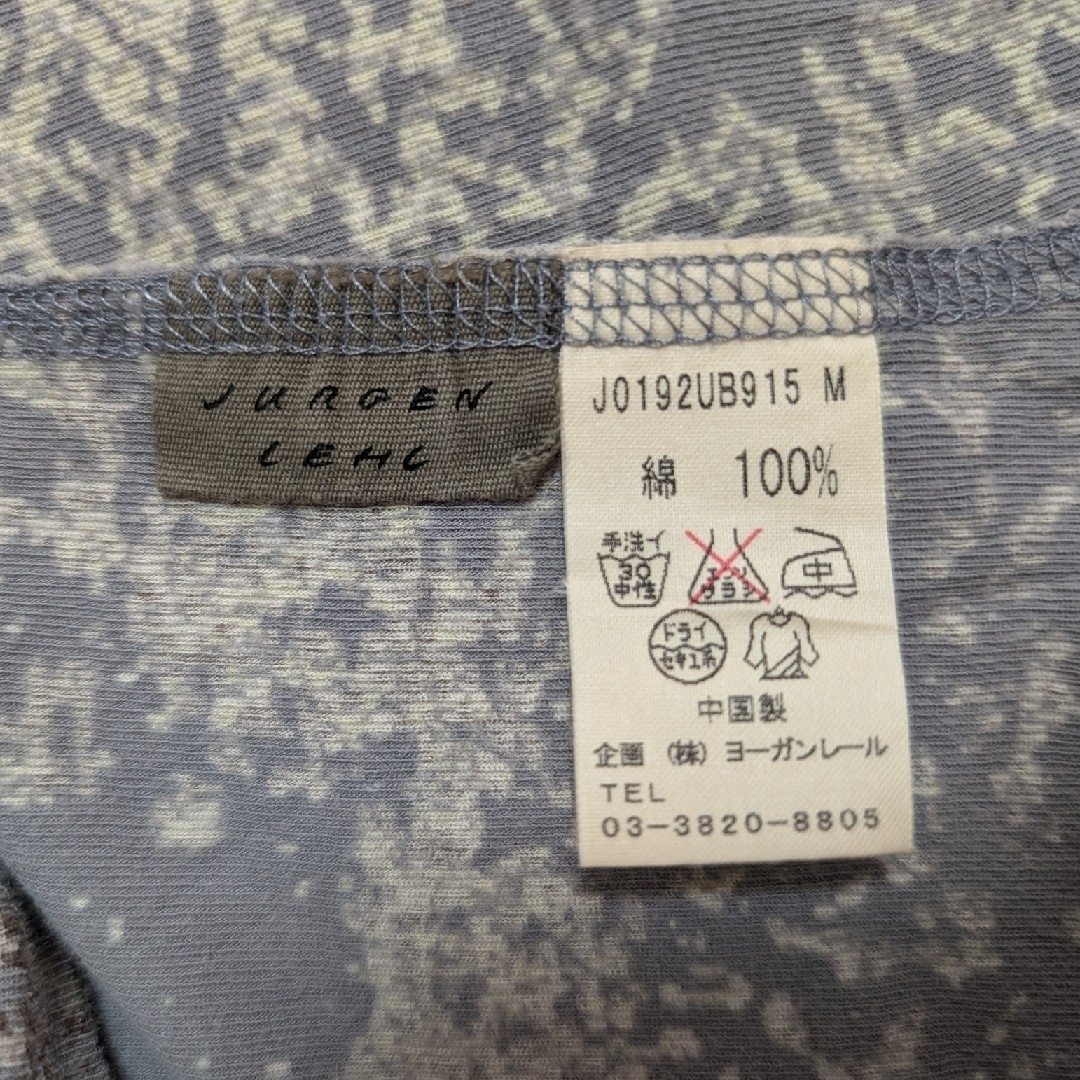 JURGEN
LEHL
J0192UB915 M
綿 100%
手洗イ
30
中性
エンソ
サラシ
中
ドライ
セキユ系
中国製
企画 (株) ヨーガンレール
TEL
03-3820-8805